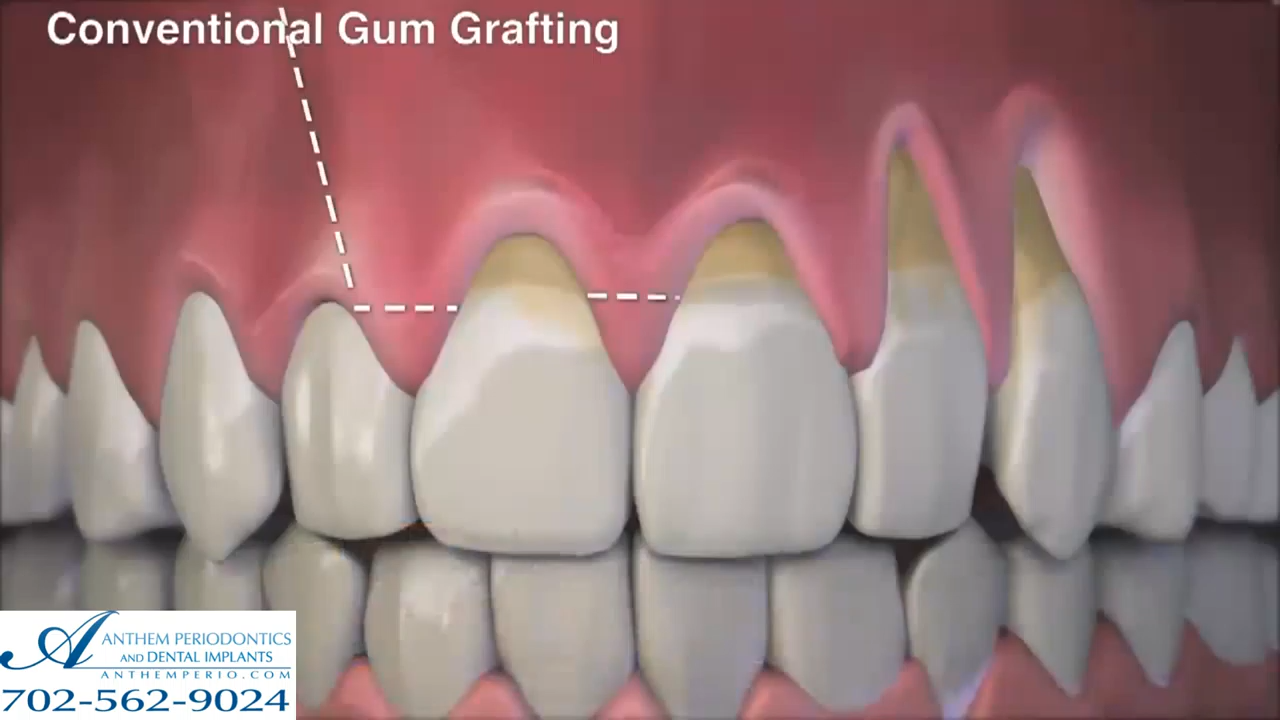 Conventional Gum Grafting
ANTHEM PERIODONTICS
AND DENTAL IMPLANTS
ANTHEMPERIO.COM
702-562-9024